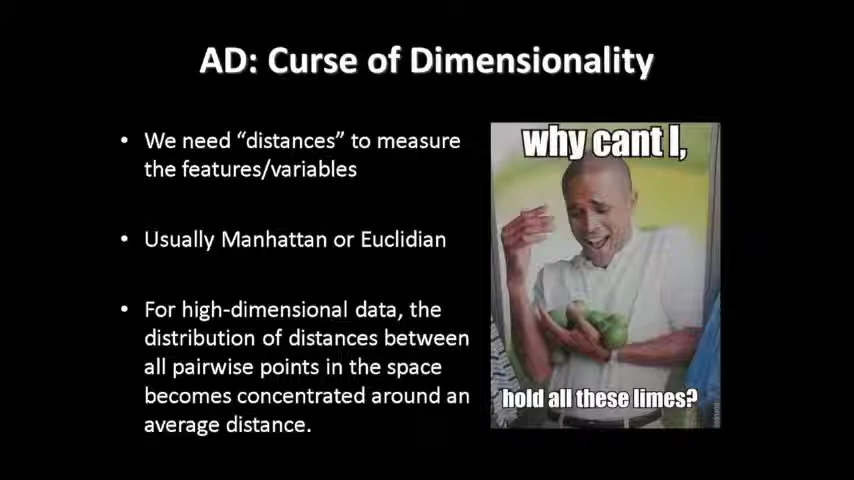 AD: Curse of Dimensionality
• We need “distances” to measure
the features/variables
• Usually Manhattan or Euclidian
• For high-dimensional data, the
distribution of distances between
all pairwise points in the space
becomes concentrated around an
average distance.
why cant I,
hold all these limes?